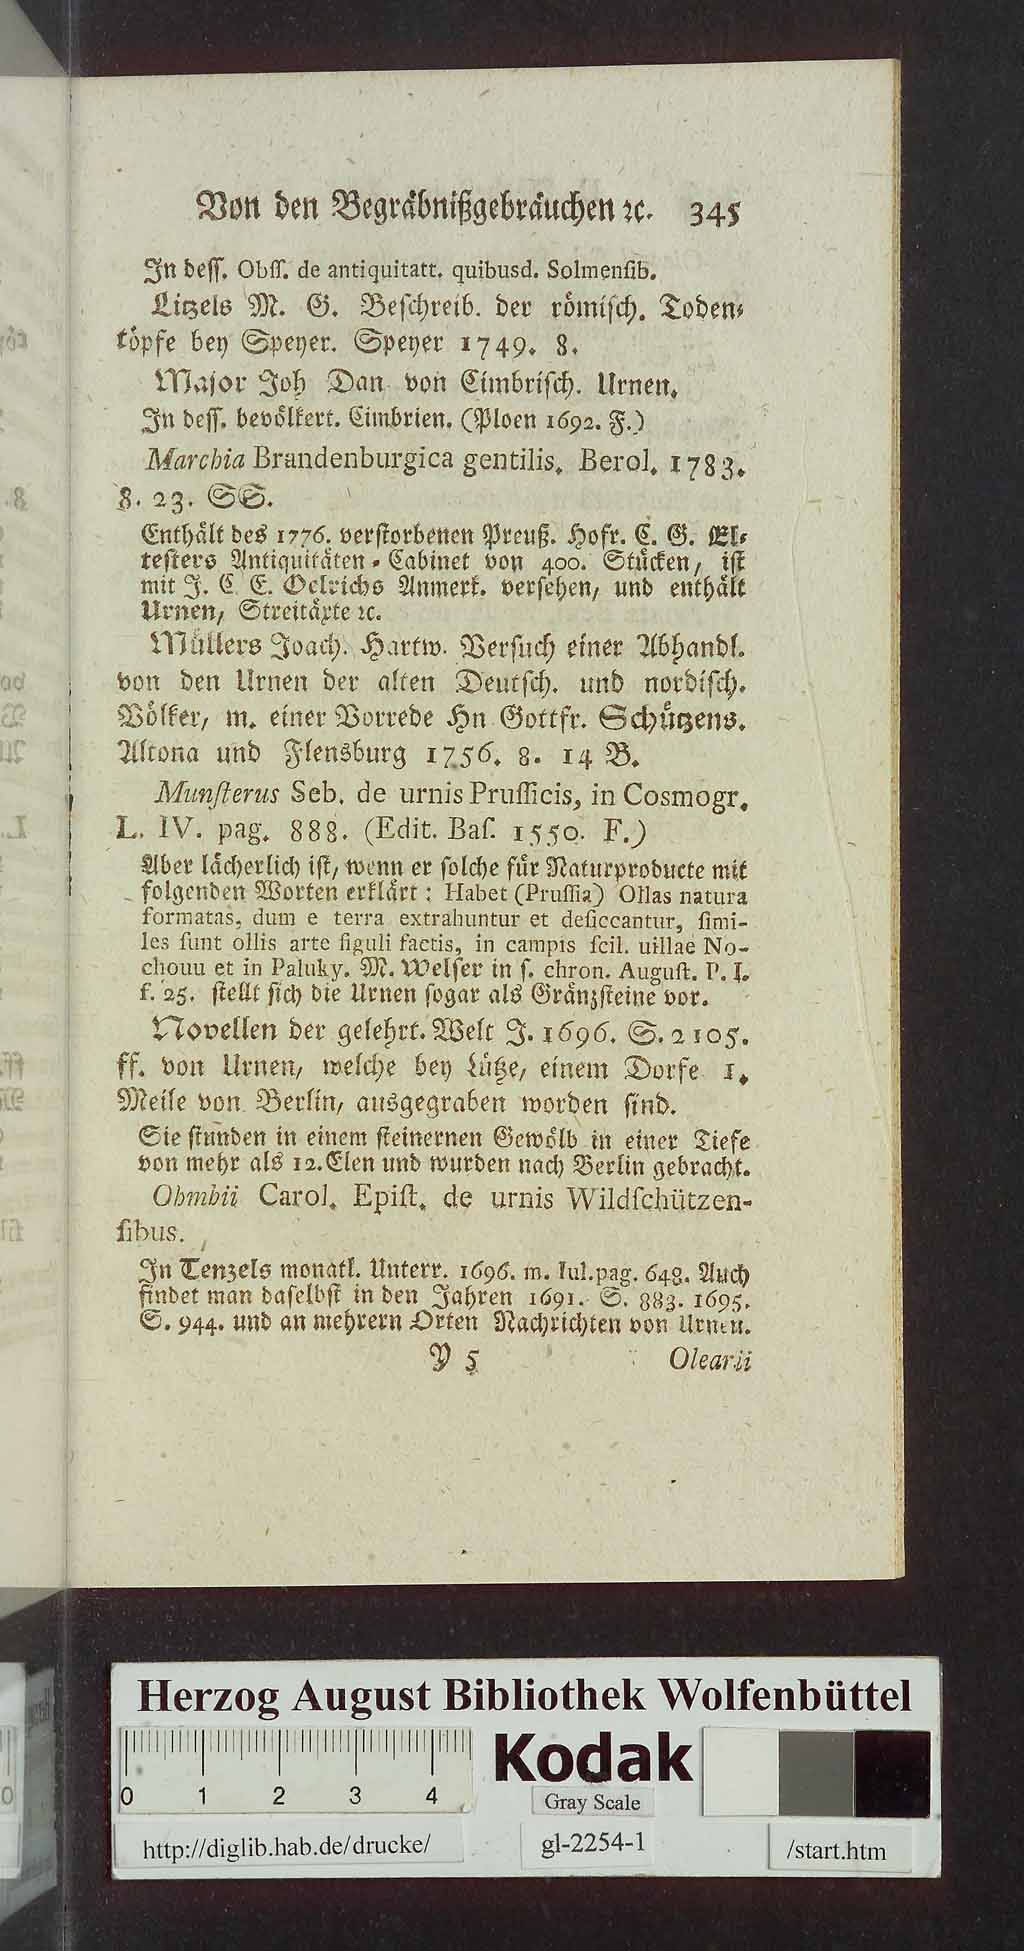 Von den Begräbnißgebräuchen ꝛc. 345
In deſſ. Obſſ. de antiquitatt. quibusd. Solmenſib.
Litzels M. G. Beſchreib. der römiſch. Toden⸗
köpfe bey Speyer. Speyer 1749. 8.
Major Joh Dan von Cimbriſch. Urnen.
In deſſ. bevölkert. Cimbrien. (Ploen 1692. F.)
Marchia Brandenburgica gentilis. Berol. 1783.
8. 23. SS.
Enthält des 1776. verſtorbenen Preuß. Hofr. C. G. El⸗
teſters Antiquitäten⸗Cabinet von 400. Stücken, iſt
mit J. C. C. Oelrichs Anmerk. verſehen, und enthält
Urnen, Streitäxte ꝛc.
Müllers Joach. Hartw. Verſuch einer Abhandl.
von den Urnen der alten Deutſch. und nordiſch.
Völker, m. einer Vorrede Hn Gottfr. Schützens.
Altona und Flensburg 1756. 8. 14 B.
Munſterus Seb. de urnis Pruſſicis, in Cosmogr.
L. IV. pag. 888. (Edit. Baſ. 1550. F.)
Aber lächerlich iſt, wenn er ſolche für Naturproducte mit
folgenden Worten erklärt: Habet (Pruſſia) Ollas natura
formatas, dum e terra extrahuntur et deſiccantur, ſimi-
les ſunt ollis arte figuli factis, in campis ſcil. uillae No-
chouu et in Paluky. M. Welſer in ſ. chron. Auguſt. P. I.
f. 25. ſtellt ſich die Urnen ſogar als Gränzſteine vor.
Novellen der gelehrt. Welt J. 1696. S. 2105.
ff. von Urnen, welche bey Lütze, einem Dorfe 1.
Meile von Berlin, ausgegraben worden ſind.
Sie ſtunden in einem ſteinernen Gewölb in einer Tiefe
von mehr als 12. Elen und wurden nach Berlin gebracht.
Ohmbii Carol. Epiſt. de urnis Wildſchützen-
ſibus.
In Tenzels monatl. Unterr. 1696. m. Iul. pag. 648. Auch
findet man daſelbſt in den Jahren 1691. S. 883. 1695.
S. 944. und an mehrern Orten Nachrichten von Urnen.
Y 5 Olearii
Herzog August Bibliothek Wolfenbüttel
0 1 2 3 4
Kodak
Gray Scale
http://diglib.hab.de/drucke/ gl-2254-1 /start.htm